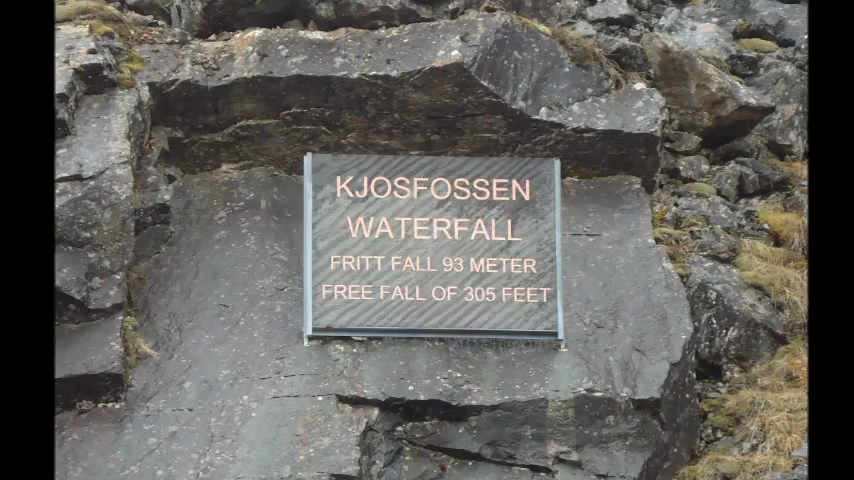 KJOSFOSSEN
WATERFALL
FRITT FALL 93 METER
FREE FALL OF 305 FEET